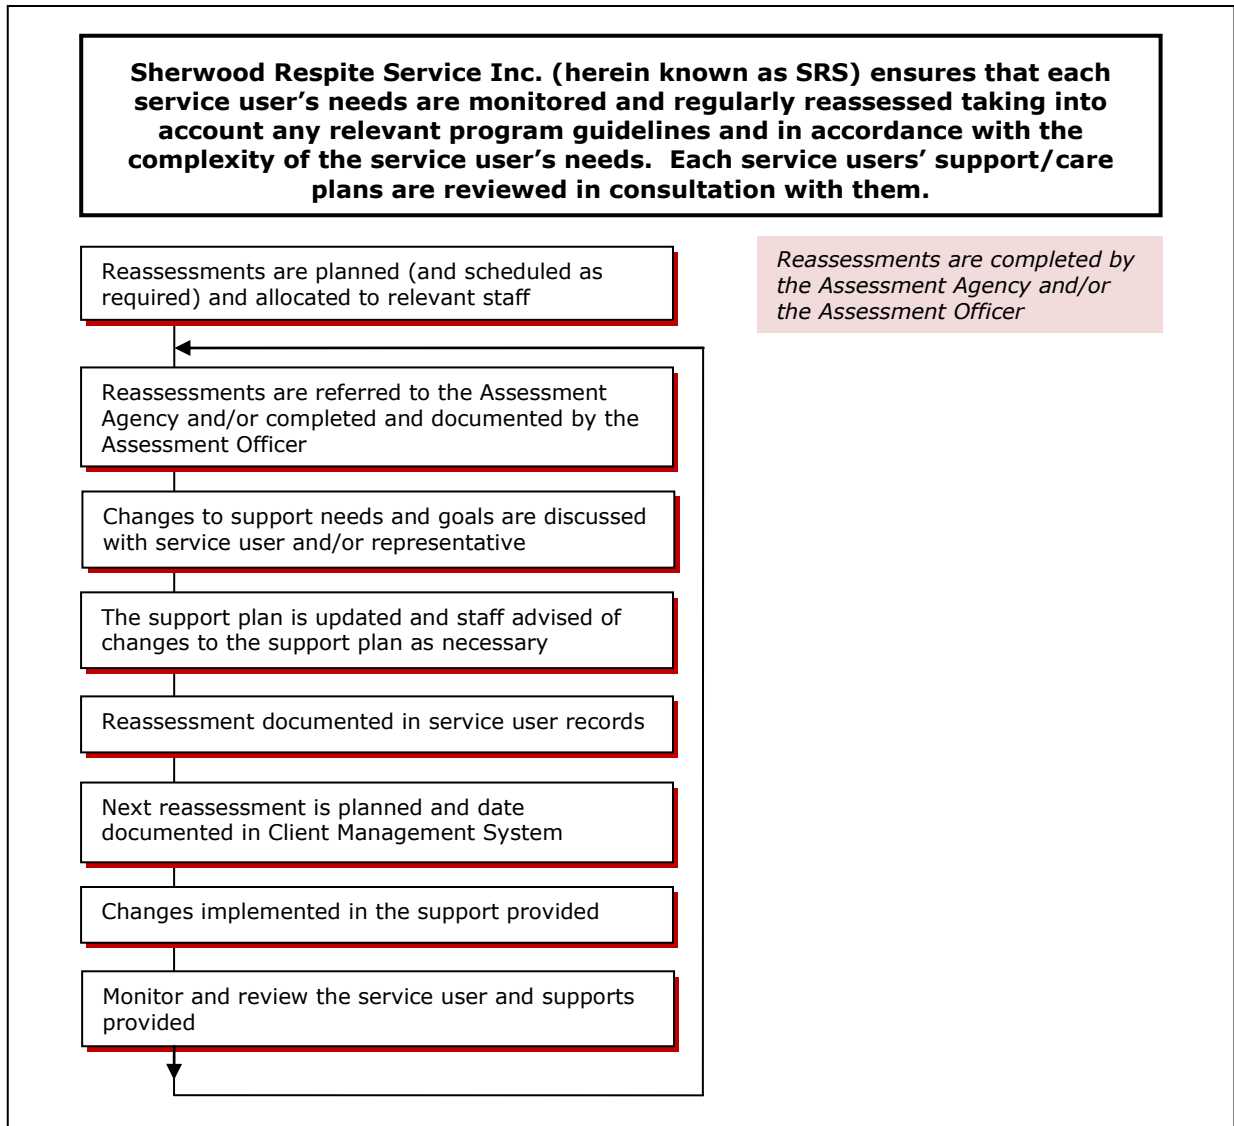 Sherwood Respite Service Inc. (herein known as SRS) ensures that each
service user's needs are monitored and regularly reassessed taking into
account any relevant program guidelines and in accordance with the
complexity of the service user's needs.  Each service users' support/care
plans are reviewed in consultation with them.
Reassessments are planned (and scheduled as
required) and allocated to relevant staff
Reassessments are completed by
the Assessment Agency and/or
the Assessment Officer
Reassessments are referred to the Assessment
Agency and/or completed and documented by the
Assessment Officer
Changes to support needs and goals are discussed
with service user and/or representative
The support plan is updated and staff advised of
changes to the support plan as necessary
Reassessment documented in service user records
Next reassessment is planned and date
documented in Client Management System
Changes implemented in the support provided
Monitor and review the service user and supports
provided